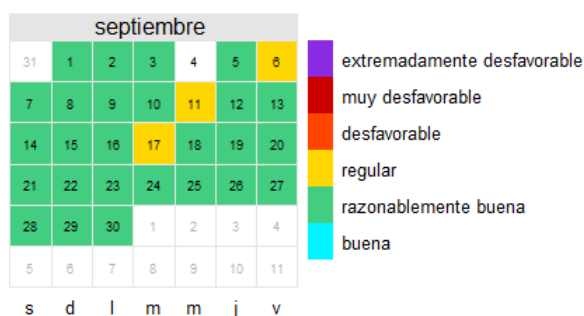 septiembre
31 1 2 3 4 5 6
7 8 9 10 11 12 13
14 15 16 17 18 19 20
21 22 23 24 25 26 27
28 29 30 1 2 3 4
5 6 7 8 9 10 11
s d l m m j v
extremadamente desfavorable
muy desfavorable
desfavorable
regular
razonablemente buena
buena